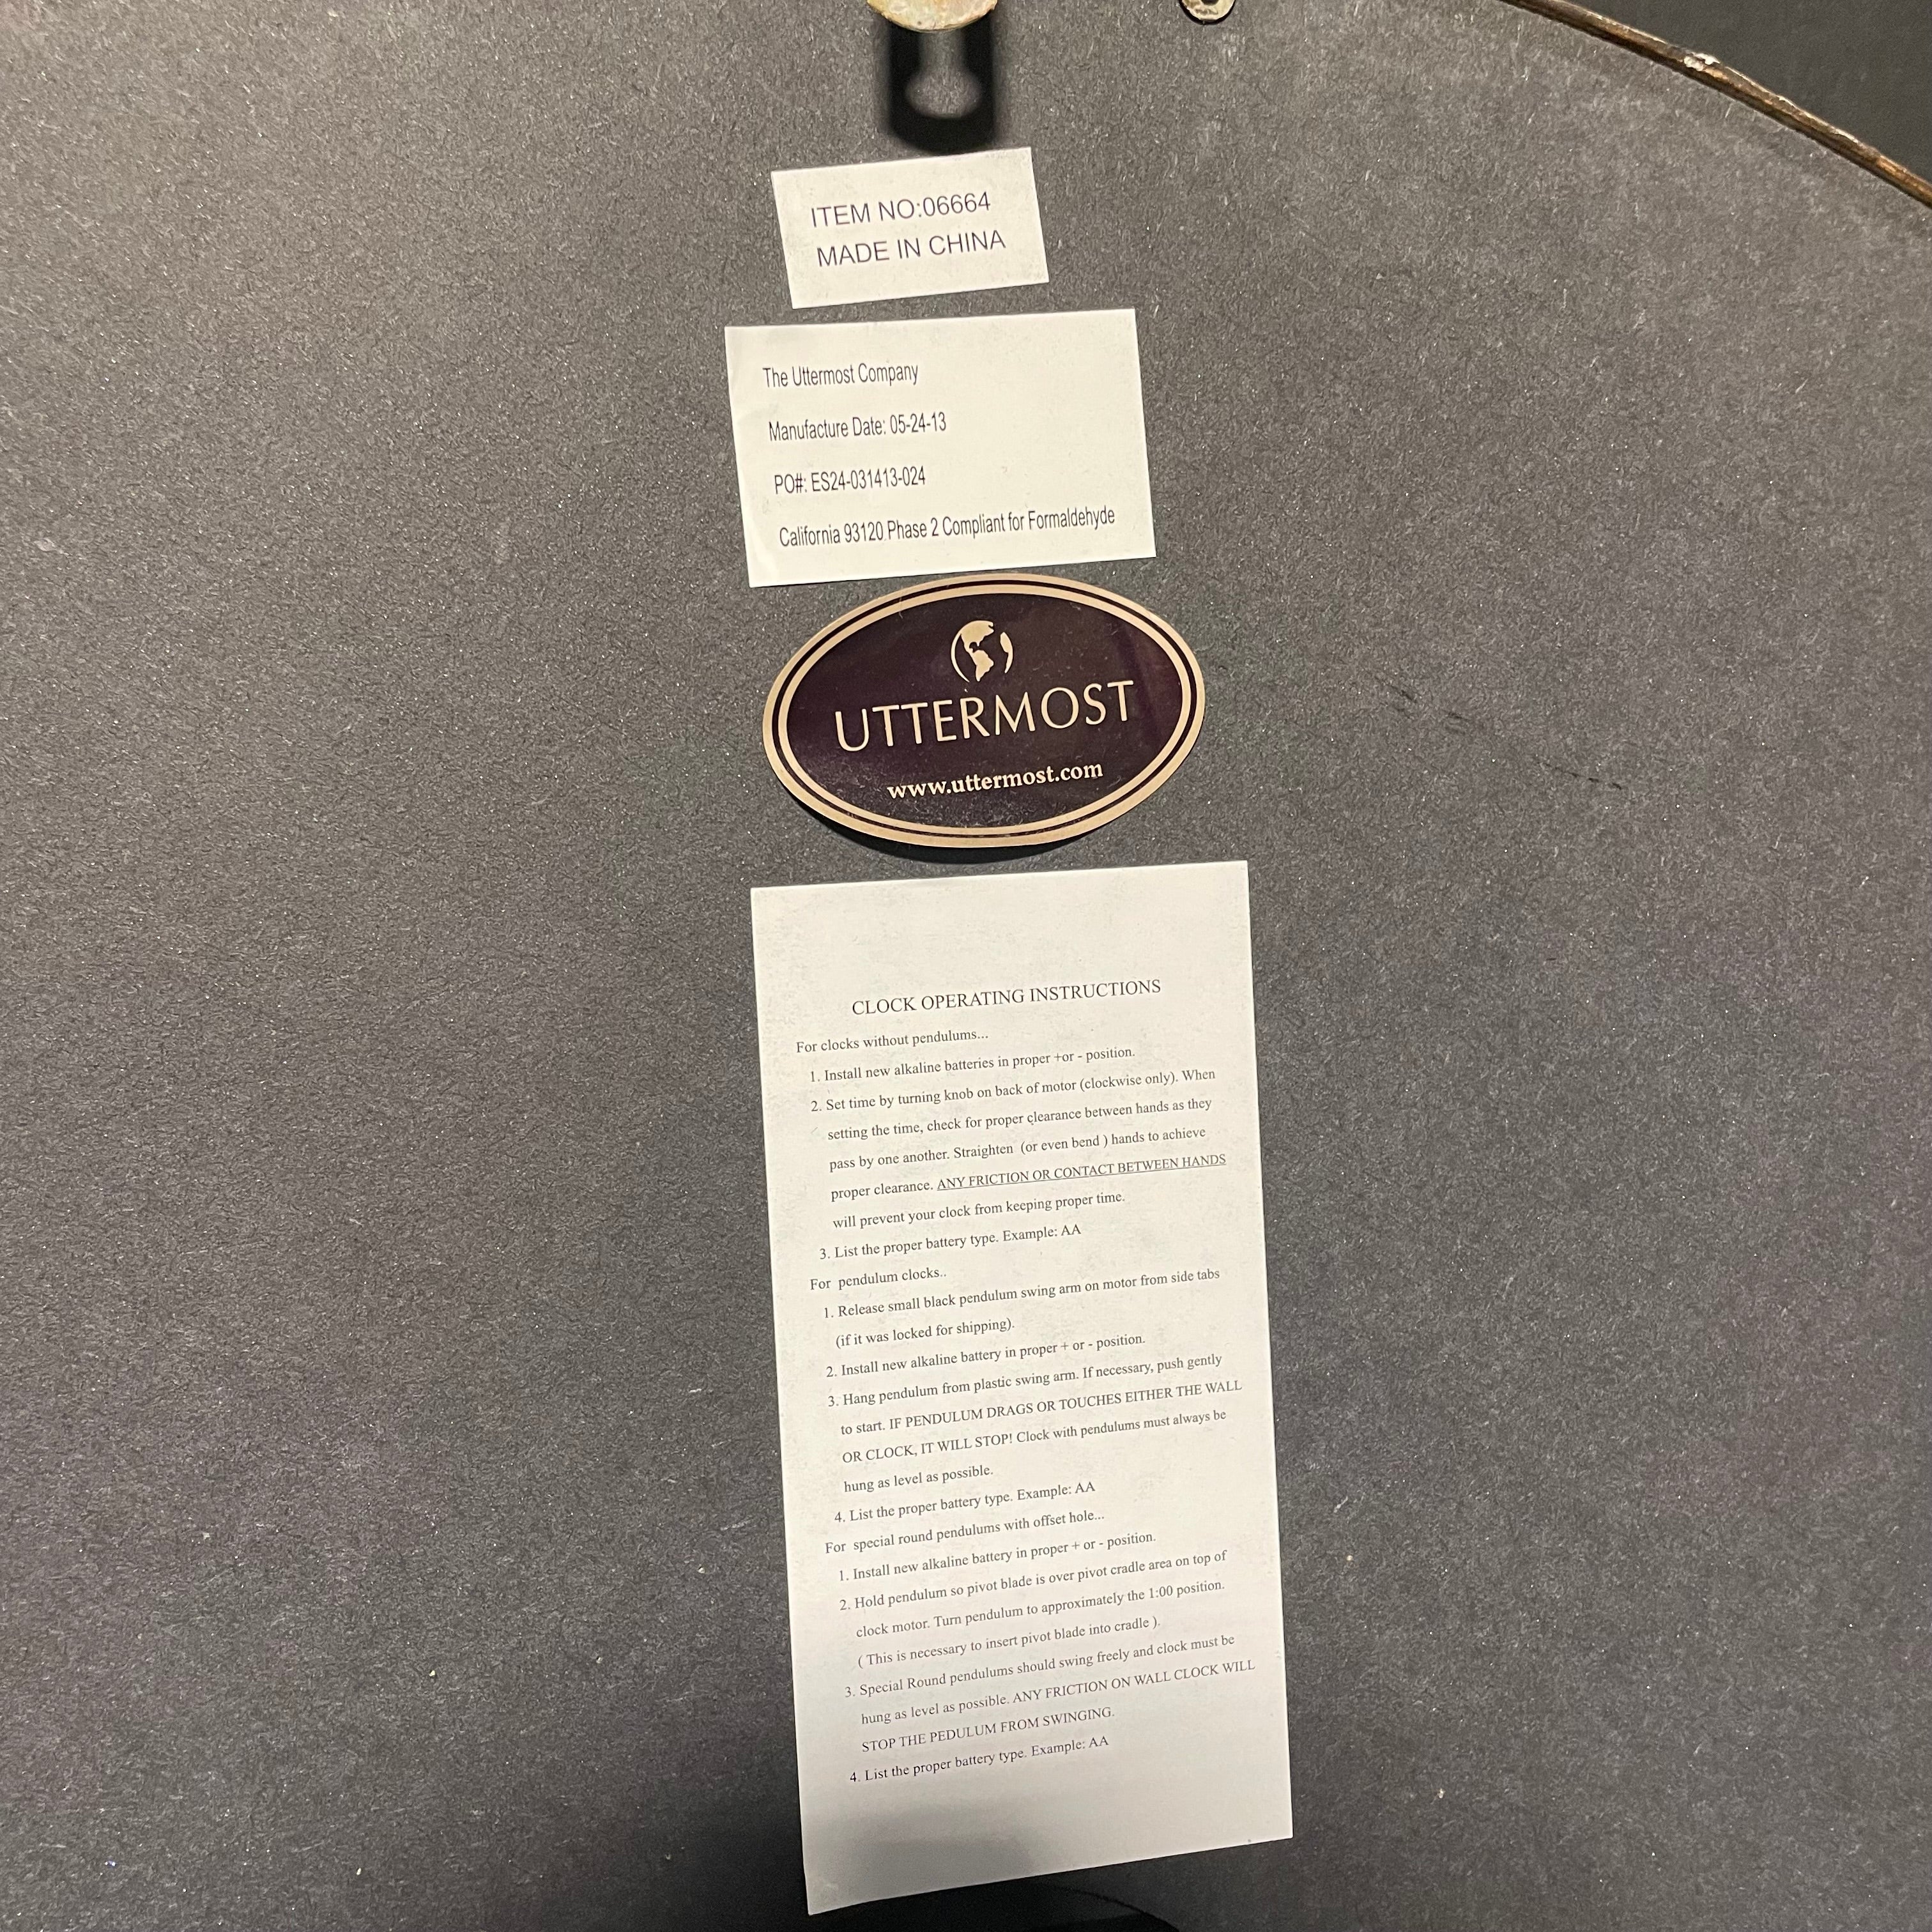 ITEM NO:06664
MADE IN CHINA
The Uttermost Company
Manufacture Date: 05-24-13
PO#: ES24-031413-024
California 93120 Phase 2 Compliant for Formaldehyde
UTTERMOST
www.uttermost.com
CLOCK OPERATING INSTRUCTIONS
For clocks without pendulums...
1. Install new alkaline batteries in proper +or - position.
2. Set time by turning knob on back of motor (clockwise only). When
setting the time, check for proper clearance between hands as they
pass by one another. Straighten (or even bend ) hands to achieve
proper clearance. ANY FRICTION OR CONTACT BETWEEN HANDS
will prevent your clock from keeping proper time.
3. List the proper battery type. Example: AA
For pendulum clocks..
1. Release small black pendulum swing arm on motor from side tabs
(if it was locked for shipping).
2. Install new alkaline battery in proper + or - position.
3. Hang pendulum from plastic swing arm. If necessary, push gently
to start. IF PENDULUM DRAGS OR TOUCHES EITHER THE WALL
OR CLOCK, IT WILL STOP! Clock with pendulums must always be
hung as level as possible.
4. List the proper battery type. Example: AA
For special round pendulums with offset hole...
1. Install new alkaline battery in proper + or - position.
2. Hold pendulum so pivot blade is over pivot cradle area on top of
clock motor. Turn pendulum to approximately the 1:00 position.
( This is necessary to insert pivot blade into cradle ).
3. Special Round pendulums should swing freely and clock must be
hung as level as possible. ANY FRICTION ON WALL CLOCK WILL
STOP THE PEDULUM FROM SWINGING.
4. List the proper battery type. Example: AA